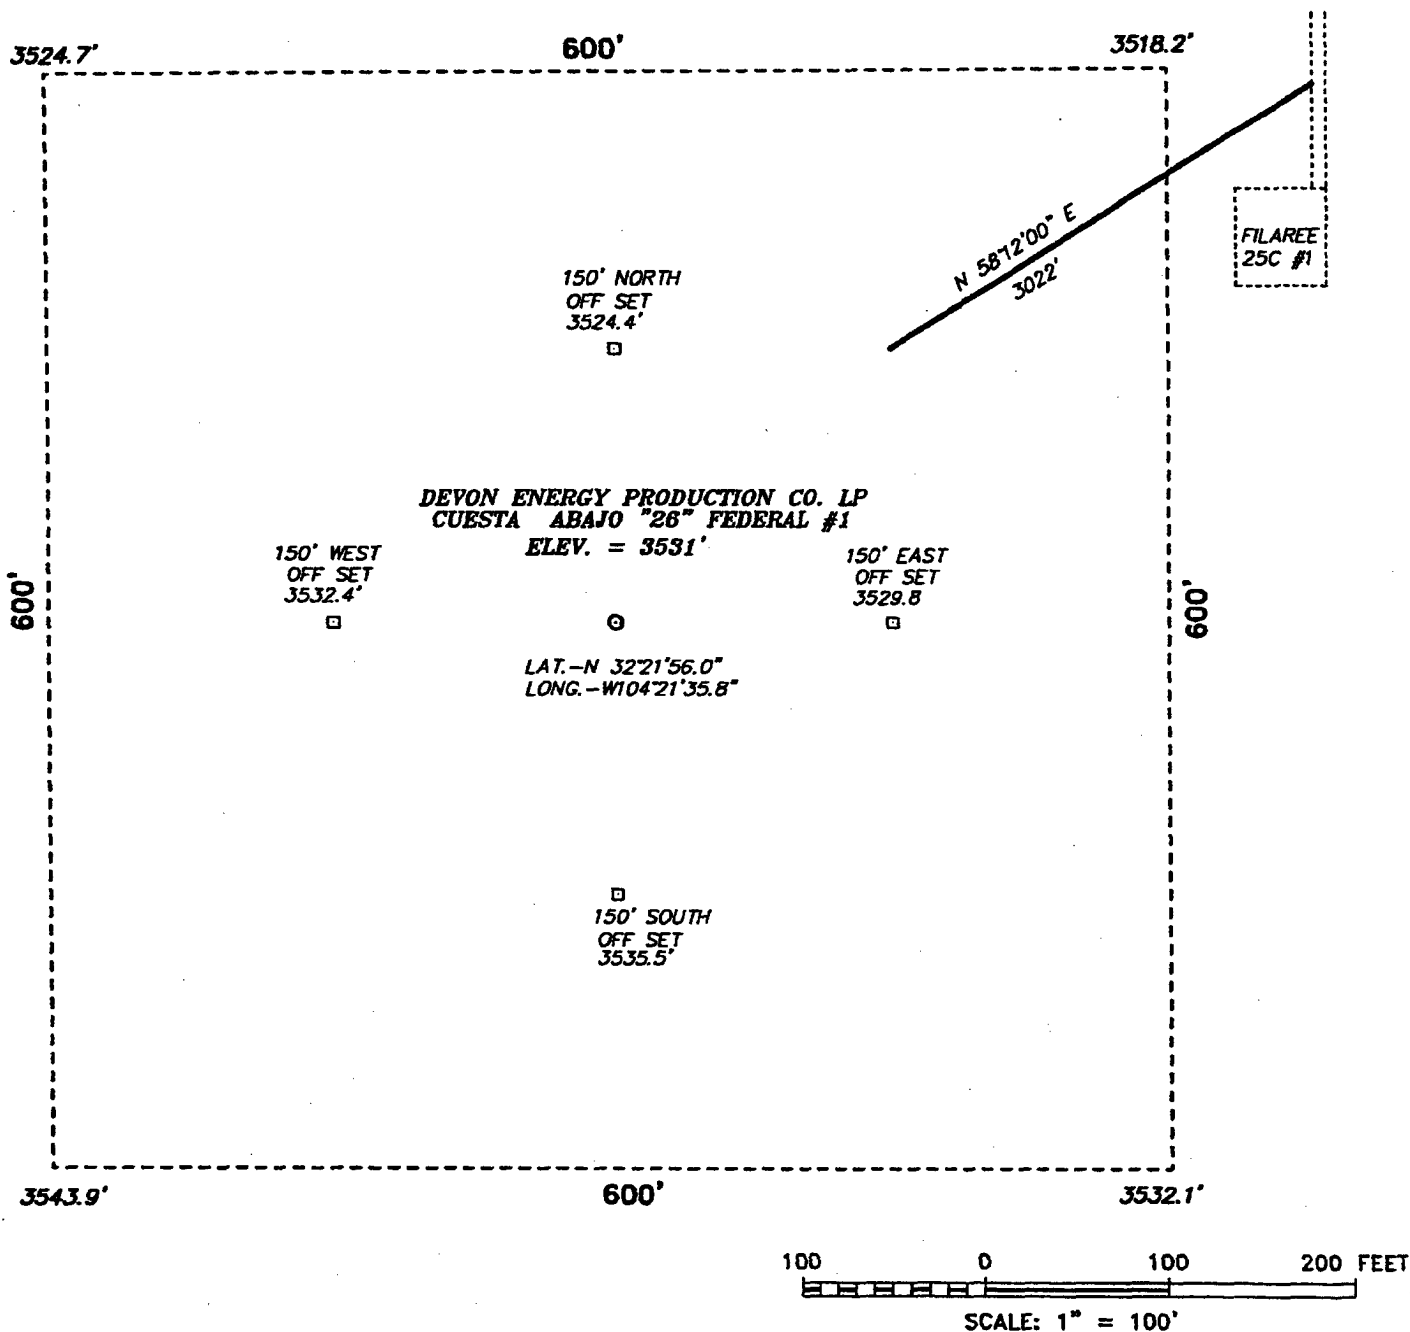 3524.7'
600'
3518.2'
N 58°12'00" E
3022'
FILAREE
25C #1
150' NORTH
OFF SET
3524.4'
DEVON ENERGY PRODUCTION CO. LP
CUESTA ABAJO "26" FEDERAL #1
ELEV. = 3531'
150' WEST
OFF SET
3532.4'
150' EAST
OFF SET
3529.8
600'
600'
LAT.-N 32°21'56.0"
LONG.-W104°21'35.8"
150' SOUTH
OFF SET
3535.5'
3543.9'
600'
3532.1'
100 0 100 200 FEET
SCALE: 1" = 100'